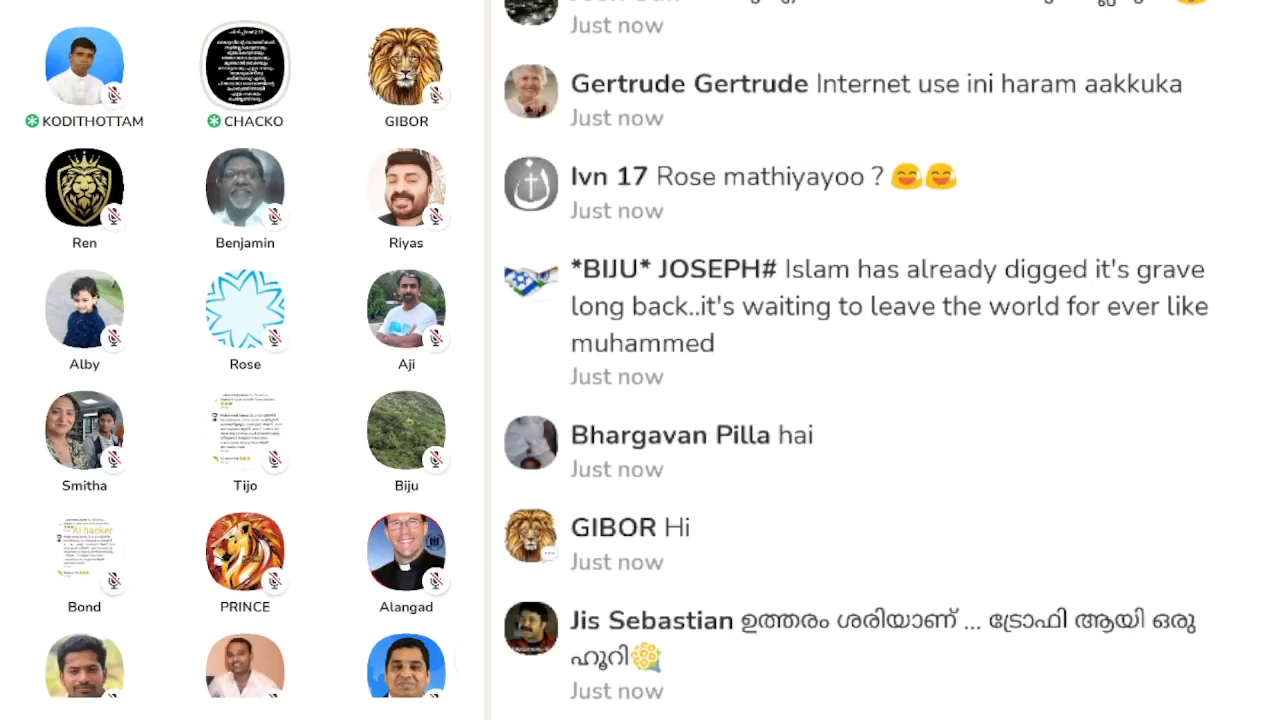 KODITHOTTAM
CHACKO
GIBOR
Ren
Benjamin
Riyas
Alby
Rose
Aji
Smitha
Tijo
Biju
AI hacker
Bond
PRINCE
Alangad
Just now
Gertrude Gertrude Internet use ini haram aakkuka
Just now
Ivn 17 Rose mathiyayoo ? 😄😄
Just now
*BIJU* JOSEPH# Islam has already digged it's grave
long back..it's waiting to leave the world for ever like
muhammed
Just now
Bhargavan Pilla hai
Just now
GIBOR Hi
Just now
Jis Sebastian ഉത്തരം ശരിയാണ് ... ട്രോഫി ആയി ഒരു
ഹൂറി💐
Just now